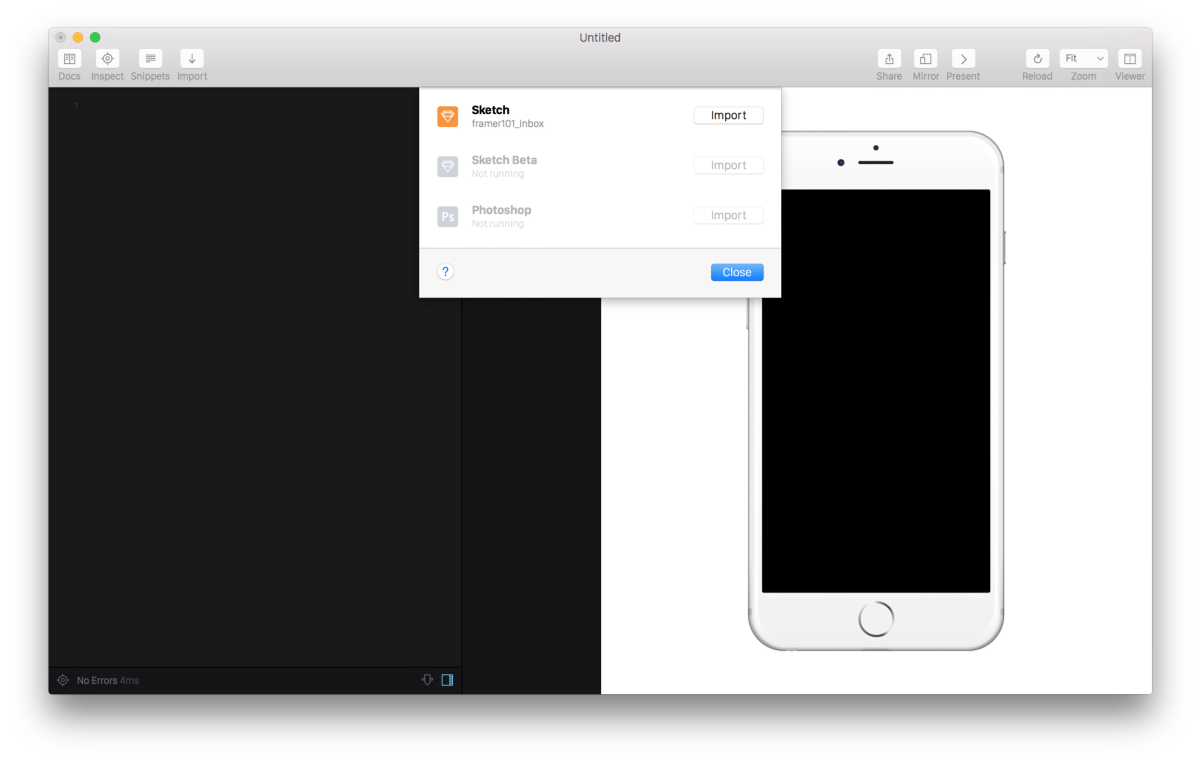 Untitled
Docs Inspect Snippets Import Share Mirror Present Reload Fit Zoom Viewer
1
Sketch
framer101_inbox
Import
Sketch Beta
Not running
Import
Ps
Photoshop
Not running
Import
?
Close
No Errors 4ms